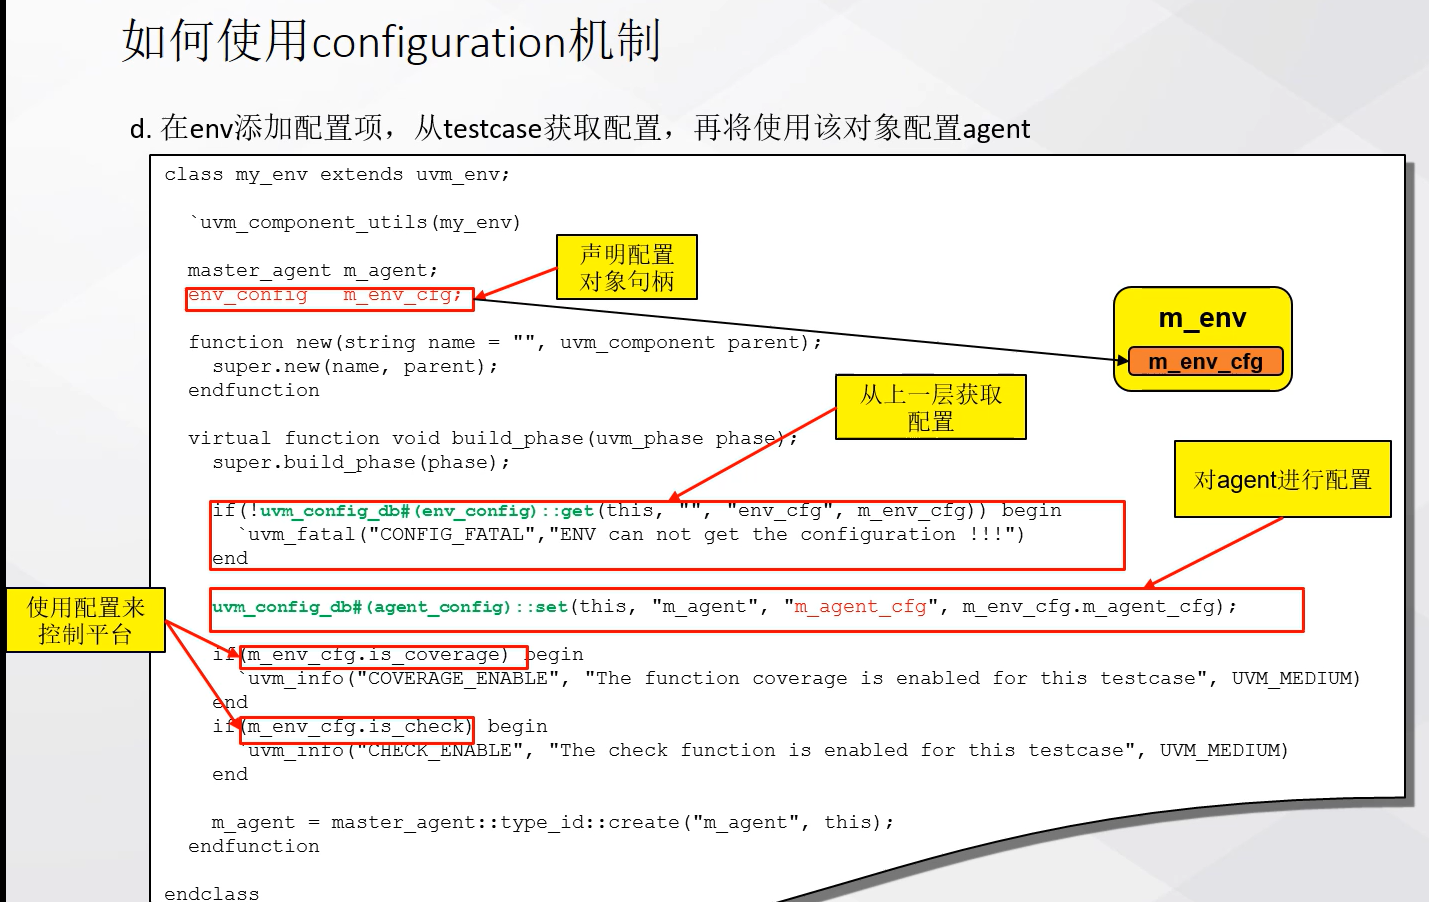 如何使用configuration机制
d. 在env添加配置项，从testcase获取配置，再将使用该对象配置agent
class my_env extends uvm_env;
`uvm_component_utils(my_env)
声明配置
对象句柄
master_agent m_agent;
env_config   m_env_cfg;
m_env
m_env_cfg
function new(string name = "", uvm_component parent);
super.new(name, parent);
endfunction
从上一层获取
配置
virtual function void build_phase(uvm_phase phase);
super.build_phase(phase);
对agent进行配置
if(!uvm_config_db#(env_config)::get(this, "", "env_cfg", m_env_cfg)) begin
`uvm_fatal("CONFIG_FATAL","ENV can not get the configuration !!!")
end
使用配置来
控制平台
uvm_config_db#(agent_config)::set(this, "m_agent", "m_agent_cfg", m_env_cfg.m_agent_cfg);
if(m_env_cfg.is_coverage) begin
`uvm_info("COVERAGE_ENABLE", "The function coverage is enabled for this testcase", UVM_MEDIUM)
end
if(m_env_cfg.is_check) begin
`uvm_info("CHECK_ENABLE", "The check function is enabled for this testcase", UVM_MEDIUM)
end
m_agent = master_agent::type_id::create("m_agent", this);
endfunction
endclass